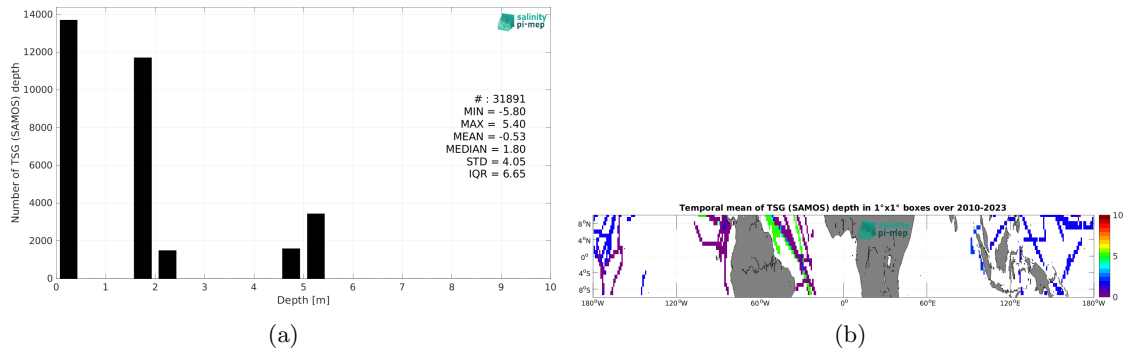 14000
12000
10000
8000
6000
4000
2000
0
Number of TSG (SAMOS) depth
salinity
pi-mep
# : 31891
MIN = -5.80
MAX = 5.40
MEAN = -0.53
MEDIAN = 1.80
STD = 4.05
IQR = 6.65
0 1 2 3 4 5 6 7 8 9 10
Depth [m]
(a)
Temporal mean of TSG (SAMOS) depth in 1°x1° boxes over 2010-2023
8°N
4°N
0°
4°S
8°S
salinity
pi-mep
10
5
0
180°W 120°W 60°W 0° 60°E 120°E 180°E
(b)